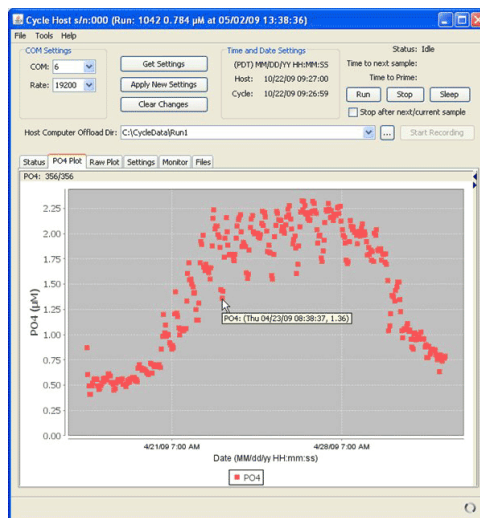 Cycle Host s/n:000 (Run: 1042 0.784 µM at 05/02/09 13:38:36)
File Tools Help
COM Settings
COM: 6
Rate: 19200
Get Settings
Apply New Settings
Clear Changes
Time and Date Settings
(PDT) MM/DD/YY HH:MM:SS
Host: 10/22/09 09:27:00
Cycle: 10/22/09 09:26:59
Status: Idle
Time to next sample:
Time to Prime:
Run Stop Sleep
Stop after next/current sample
Host Computer Offload Dir: C:\CycleData\Run1 ... Start Recording
Status PO4 Plot Raw Plot Settings Monitor Files
PO4: 356/356
PO4 (µM)
2.25
2.00
1.75
1.50
1.25
1.00
0.75
0.50
0.25
0.00
PO4: (Thu 04/23/09 08:38:37, 1.36)
4/21/09 7:00 AM 4/28/09 7:00 AM
Date (MM/dd/yy HH:mm:ss)
PO4